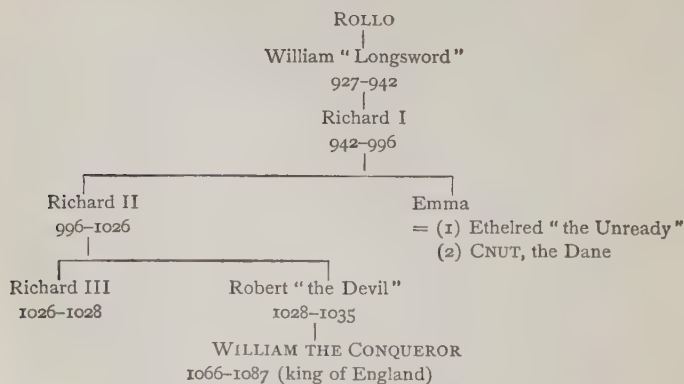 ROLLO
William "Longsword"
927–942
Richard I
942–996
Richard II
996–1026
Emma
= (1) Ethelred "the Unready"
(2) CNUT, the Dane
Richard III
1026–1028
Robert "the Devil"
1028–1035
WILLIAM THE CONQUEROR
1066–1087 (king of England)